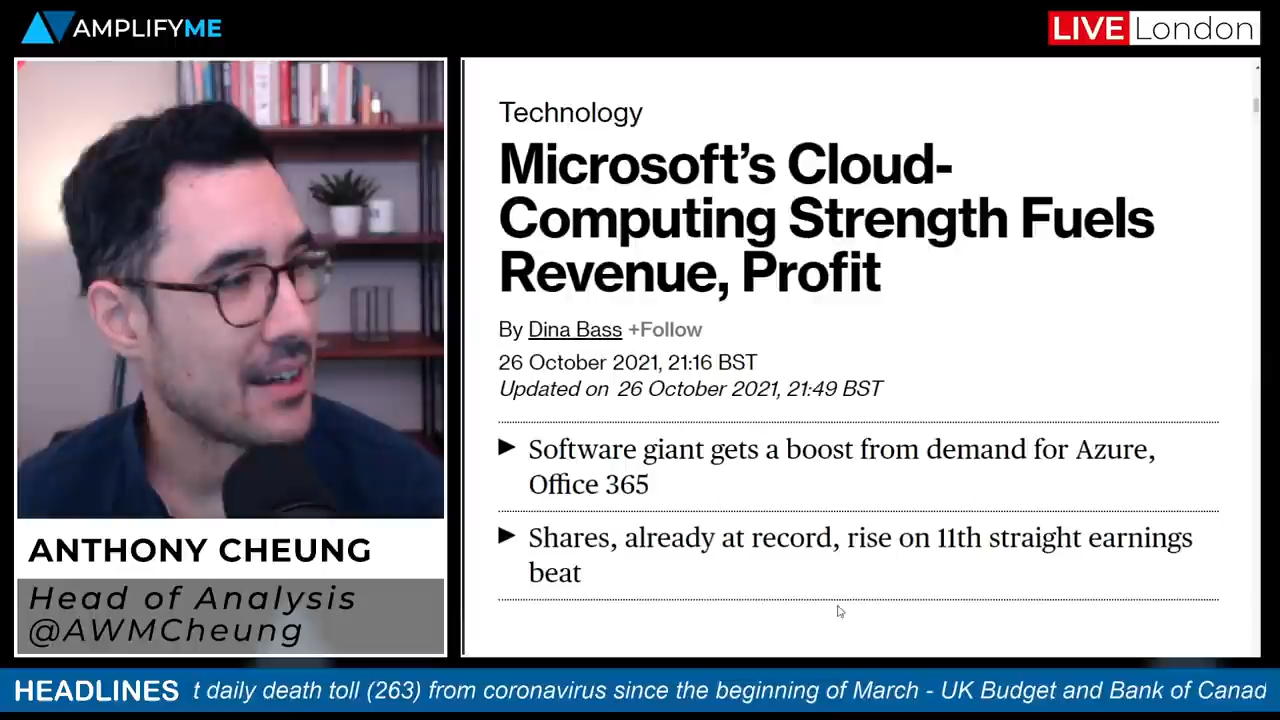 AMPLIFYME
LIVE London
Technology
Microsoft's Cloud-
Computing Strength Fuels
Revenue, Profit
By Dina Bass +Follow
26 October 2021, 21:16 BST
Updated on 26 October 2021, 21:49 BST
▶ Software giant gets a boost from demand for Azure,
Office 365
▶ Shares, already at record, rise on 11th straight earnings
beat
ANTHONY CHEUNG
Head of Analysis
@AWMCheung
HEADLINES t daily death toll (263) from coronavirus since the beginning of March - UK Budget and Bank of Canad